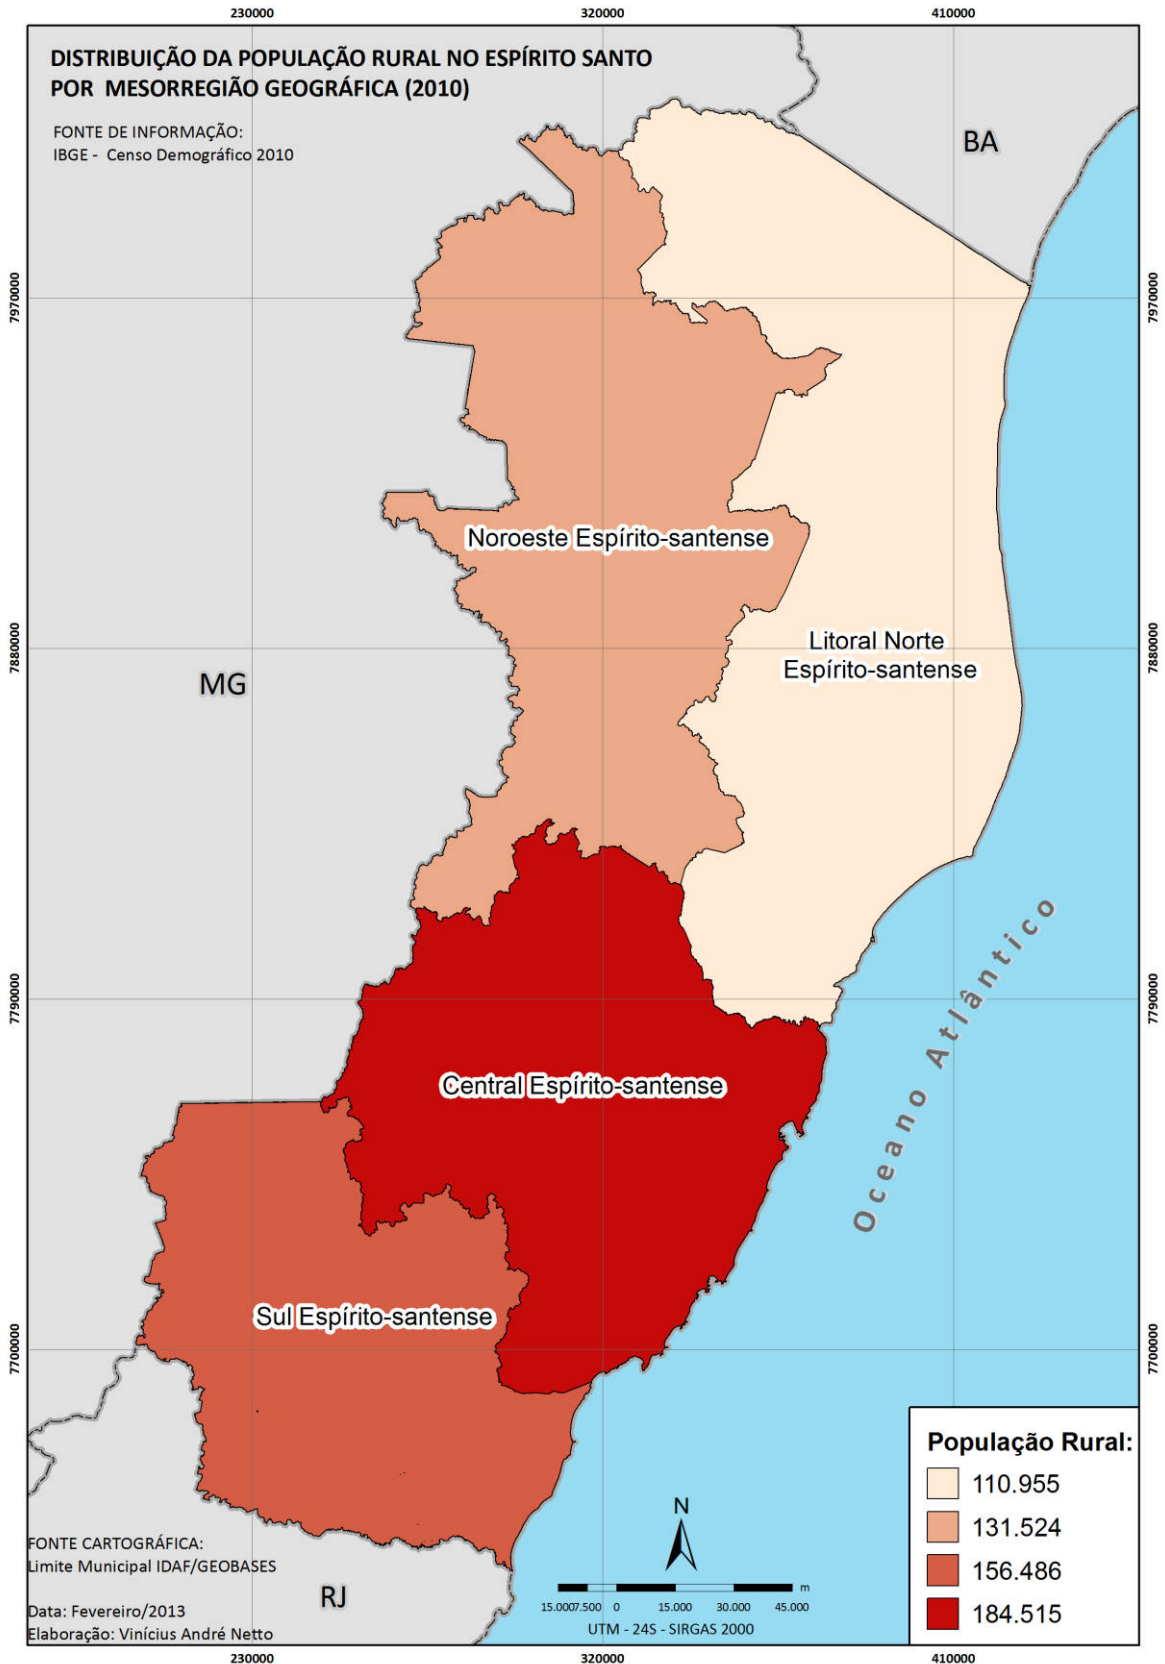 230000
320000
410000
DISTRIBUIÇÃO DA POPULAÇÃO RURAL NO ESPÍRITO SANTO
POR MESORREGIÃO GEOGRÁFICA (2010)
FONTE DE INFORMAÇÃO:
IBGE - Censo Demográfico 2010
BA
7970000
7970000
Noroeste Espírito-santense
Litoral Norte
Espírito-santense
7880000
7880000
MG
Oceano Atlântico
7790000
7790000
Central Espírito-santense
Sul Espírito-santense
7700000
7700000
População Rural:
110.955
131.524
156.486
184.515
N
m
15.0007.500 0 15.000 30.000 45.000
UTM - 24S - SIRGAS 2000
FONTE CARTOGRÁFICA:
Limite Municipal IDAF/GEOBASES
RJ
Data: Fevereiro/2013
Elaboração: Vinícius André Netto
230000
320000
410000